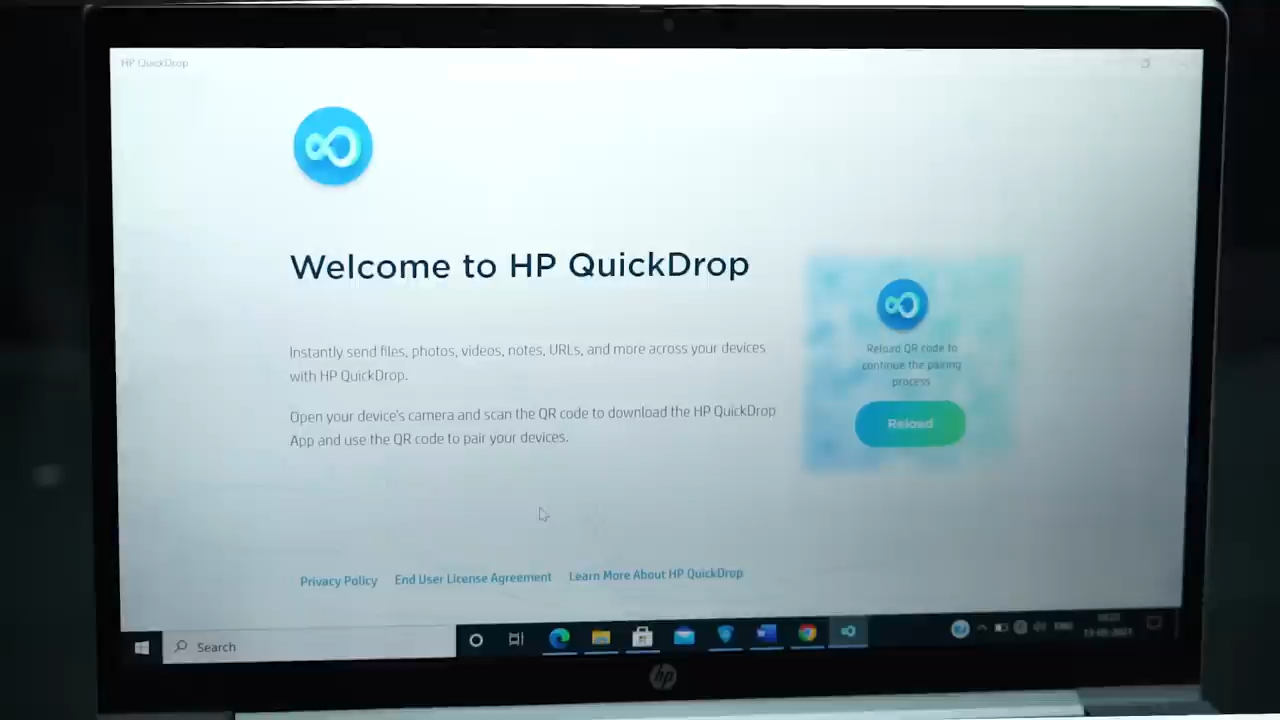 HP QuickDrop
Welcome to HP QuickDrop
Instantly send files, photos, videos, notes, URLs, and more across your devices
with HP QuickDrop.
Open your device's camera and scan the QR code to download the HP QuickDrop
App and use the QR code to pair your devices.
Reload QR code to
continue the pairing
process
Reload
Privacy Policy End User License Agreement Learn More About HP QuickDrop
Search
ENG
hp